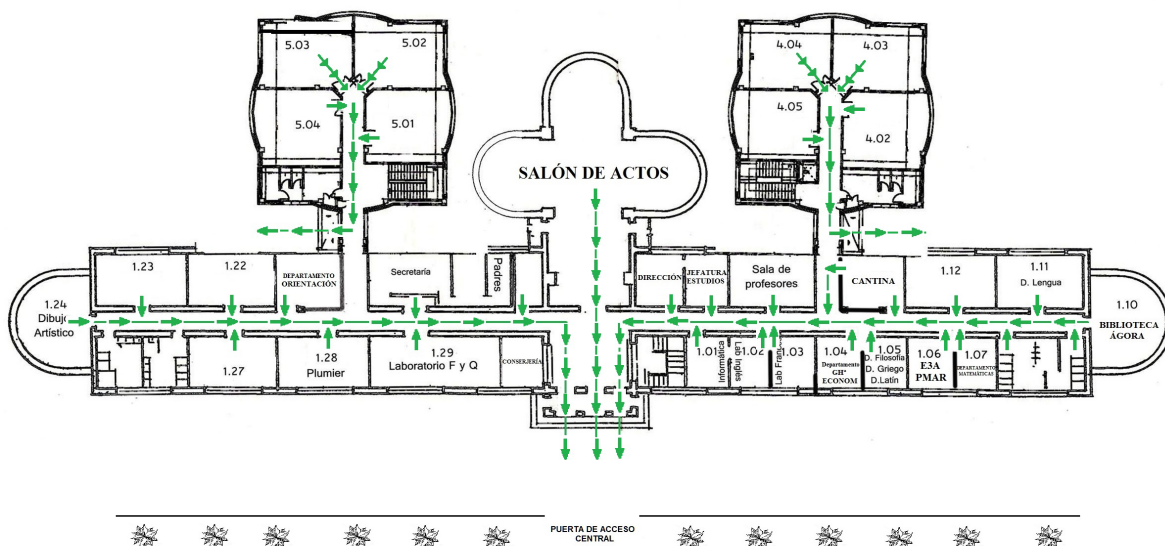 5.03
5.02
5.04
5.01
SALÓN DE ACTOS
4.04
4.03
4.05
4.02
1.24
Dibujo
Artístico
1.23
1.22
DEPARTAMENTO
ORIENTACIÓN
Secretaría
Padres
DIRECCIÓN
JEFATURA
ESTUDIOS
Sala de
profesores
CANTINA
1.12
1.11
D. Lengua
1.10
BIBLIOTECA
ÁGORA
1.27
1.28
Plumier
1.29
Laboratorio F y Q
CONSERJERÍA
1.01
Informática
1.02
Lab Inglés
1.03
Lab
1.04
Departamento
GHª
ECONOM
1.05
D. Filosofía
D. Griego
D.Latín
1.06
E3A
PMAR
1.07
DEPARTAMENTO
MATEMÁTICAS
PUERTA DE ACCESO
CENTRAL